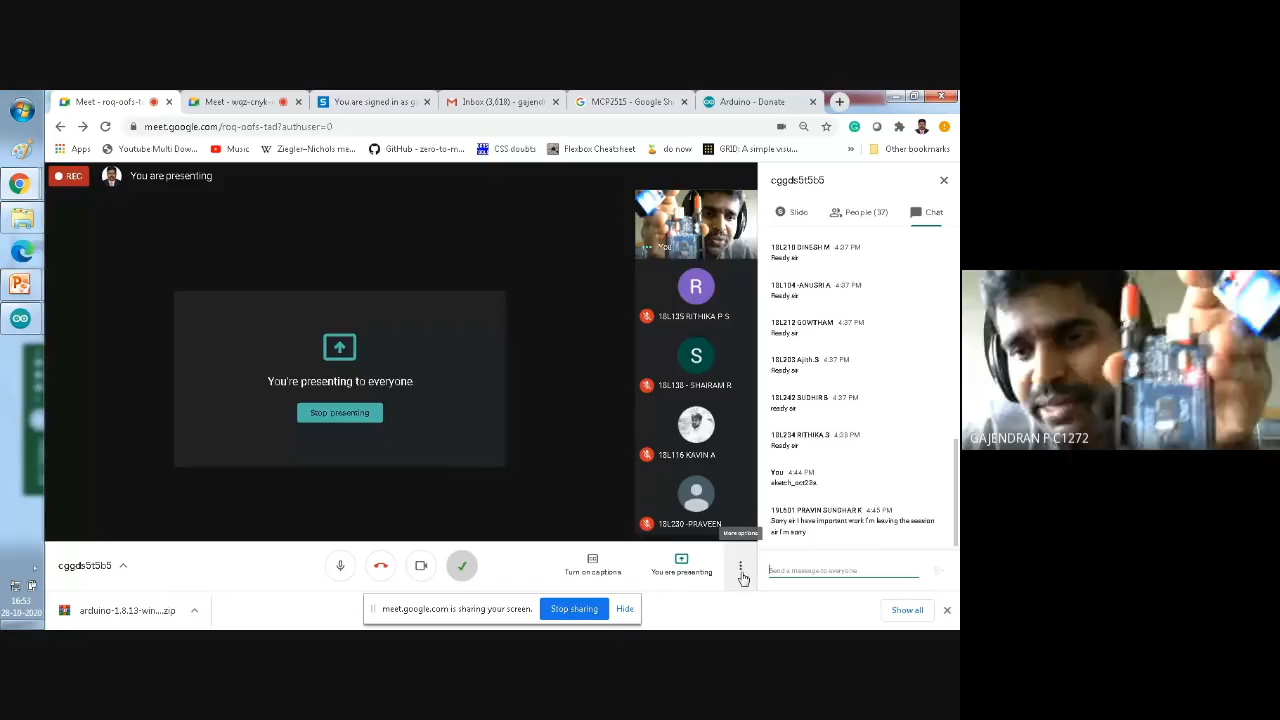 Meet - roq-oofs-t
Meet - wqz-cnyk-
You are signed in as g
Inbox (3,618) - gajend
MCP2515 - Google Sh
Arduino - Donate
meet.google.com/roq-oofs-tad?authuser=0
Apps
Youtube Multi Dow...
Music
Ziegler–Nichols me...
GitHub - zero-to-m...
CSS doubts
Flexbox Cheatsheet
do now
GRID: A simple visu...
»
Other bookmarks
REC
You are presenting
You're presenting to everyone
Stop presenting
You
R
18L135 RITHIKA P S
S
18L138 - SHAIRAM R
18L116 KAVIN A
18L230 -PRAVEEN
cggds5t5b5
Slido
People (37)
Chat
18L210 DINESH M 4:37 PM
Ready sir
18L104 -ANUSRI A 4:37 PM
Ready sir
18L212 GOWTHAM 4:37 PM
Ready sir
18L203 Ajith.S 4:37 PM
Ready sir
18L242 SUDHIR B 4:37 PM
ready sir
18L234 RITHIKA S 4:38 PM
Ready sir
You 4:44 PM
sketch_oct28a
19L601 PRAVIN SUNDHAR K 4:45 PM
Sorry sir I have important work I'm leaving the session
sir I'm sorry
Send a message to everyone
More options
cggds5t5b5
Turn on captions
You are presenting
16:53
28-10-2020
arduino-1.8.13-win....zip
meet.google.com is sharing your screen.
Stop sharing
Hide
Show all
GAJENDRAN P C1272